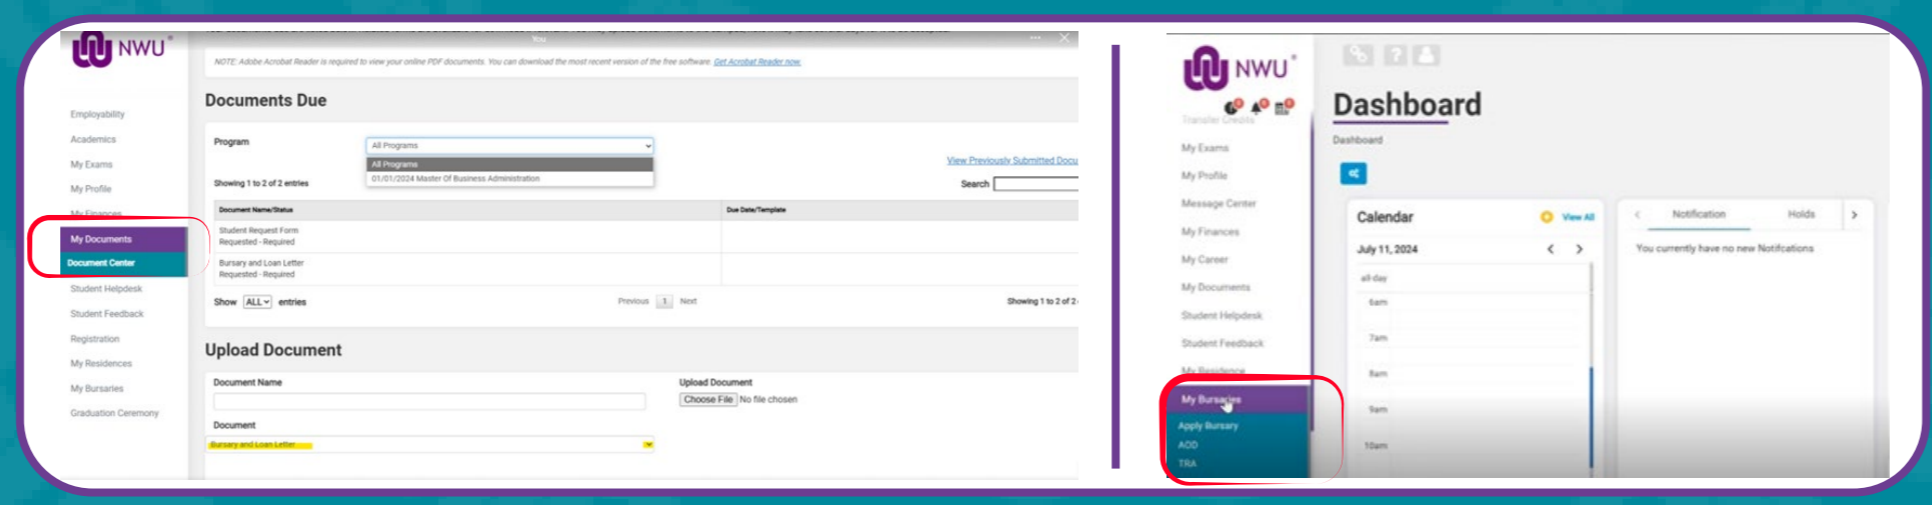 NWU
You
NOTE: Adobe Acrobat Reader is required to view your online PDF documents. You can download the most recent version of the free software. Get Acrobat Reader now.
Employability
Academics
My Exams
My Profile
My Finances
My Documents
Document Center
Student Helpdesk
Student Feedback
Registration
My Residences
My Bursaries
Graduation Ceremony
Documents Due
Program
All Programs
All Programs
01/01/2024 Master Of Business Administration
View Previously Submitted Docu
Showing 1 to 2 of 2 entries
Search
Document Name/Status
Due Date/Template
Student Request Form
Requested - Required
Bursary and Loan Letter
Requested - Required
Show ALL entries
Previous 1 Next
Showing 1 to 2 of 2
Upload Document
Document Name
Upload Document
Choose File No file chosen
Document
Bursary and Loan Letter
NWU
Transfer Credits
My Exams
My Profile
Message Center
My Finances
My Career
My Documents
Student Helpdesk
Student Feedback
My Residence
My Bursaries
Apply Bursary
AOD
TRA
Dashboard
Dashboard
Calendar
View All
July 11, 2024
all-day
6am
7am
8am
9am
10am
Notification
Holds
You currently have no new Notifcations